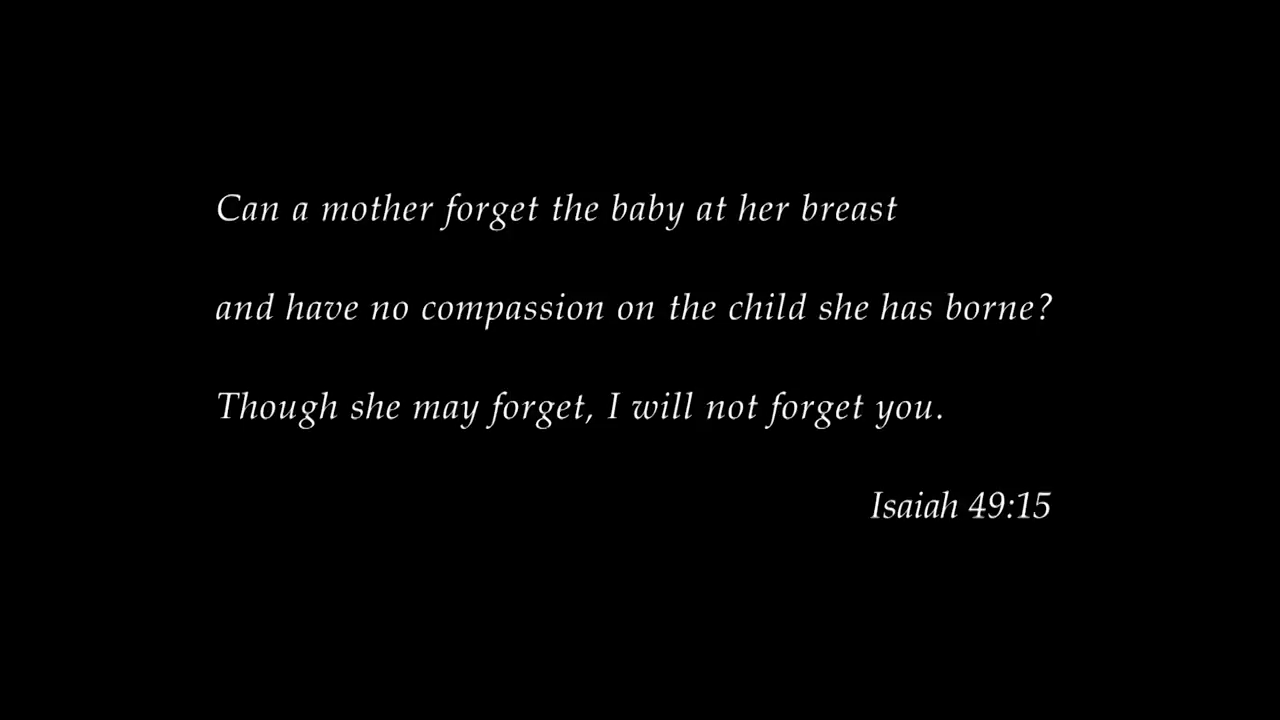 Can a mother forget the baby at her breast
and have no compassion on the child she has borne?
Though she may forget, I will not forget you.
Isaiah 49:15